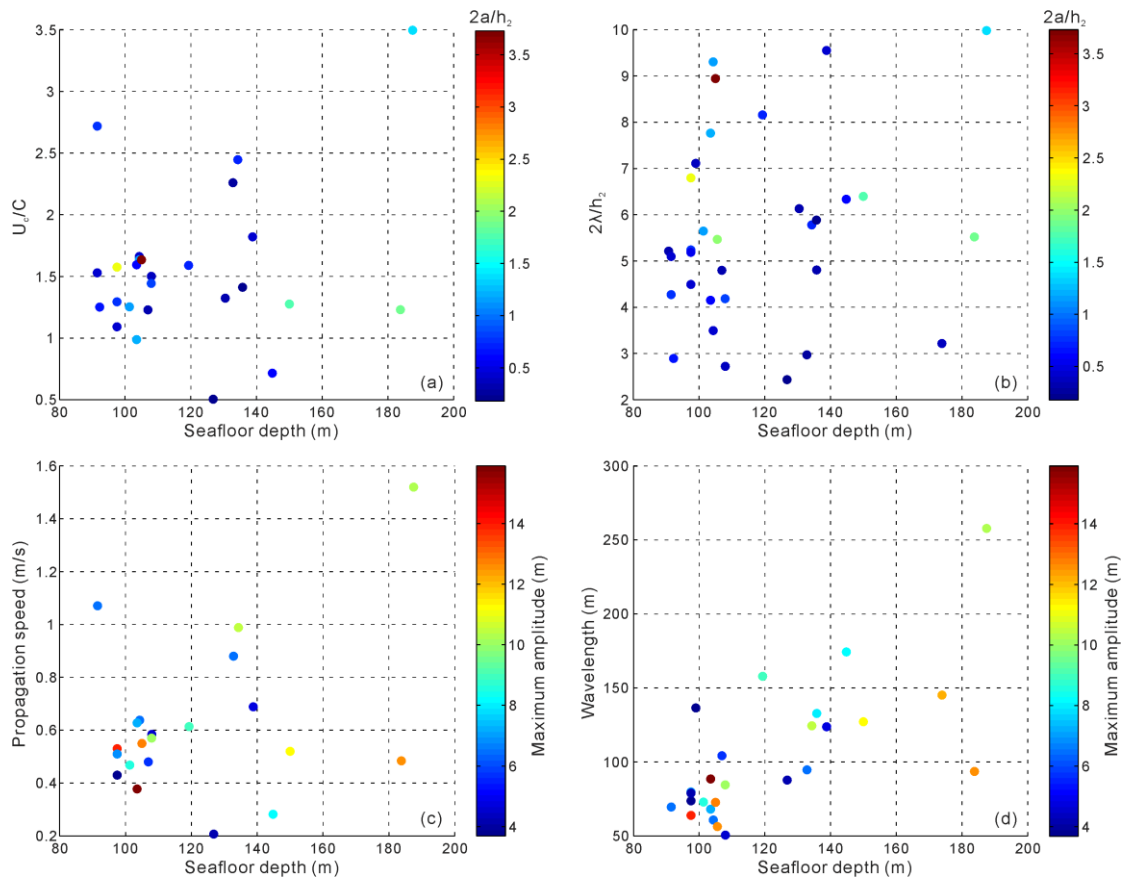 2a/h₂
3.5
3
2.5
2
1.5
1
0.5
U_c/C
80 100 120 140 160 180 200
Seafloor depth (m)
(a)
3.5
3
2.5
2
1.5
1
0.5
2a/h₂
10
9
8
7
6
5
4
3
2
2λ/h₂
80 100 120 140 160 180 200
Seafloor depth (m)
(b)
3.5
3
2.5
2
1.5
1
0.5
1.6
1.4
1.2
1
0.8
0.6
0.4
0.2
Propagation speed (m/s)
80 100 120 140 160 180 200
Seafloor depth (m)
(c)
14
12
10
8
6
4
Maximum amplitude (m)
300
250
200
150
100
50
Wavelength (m)
80 100 120 140 160 180 200
Seafloor depth (m)
(d)
14
12
10
8
6
4
Maximum amplitude (m)